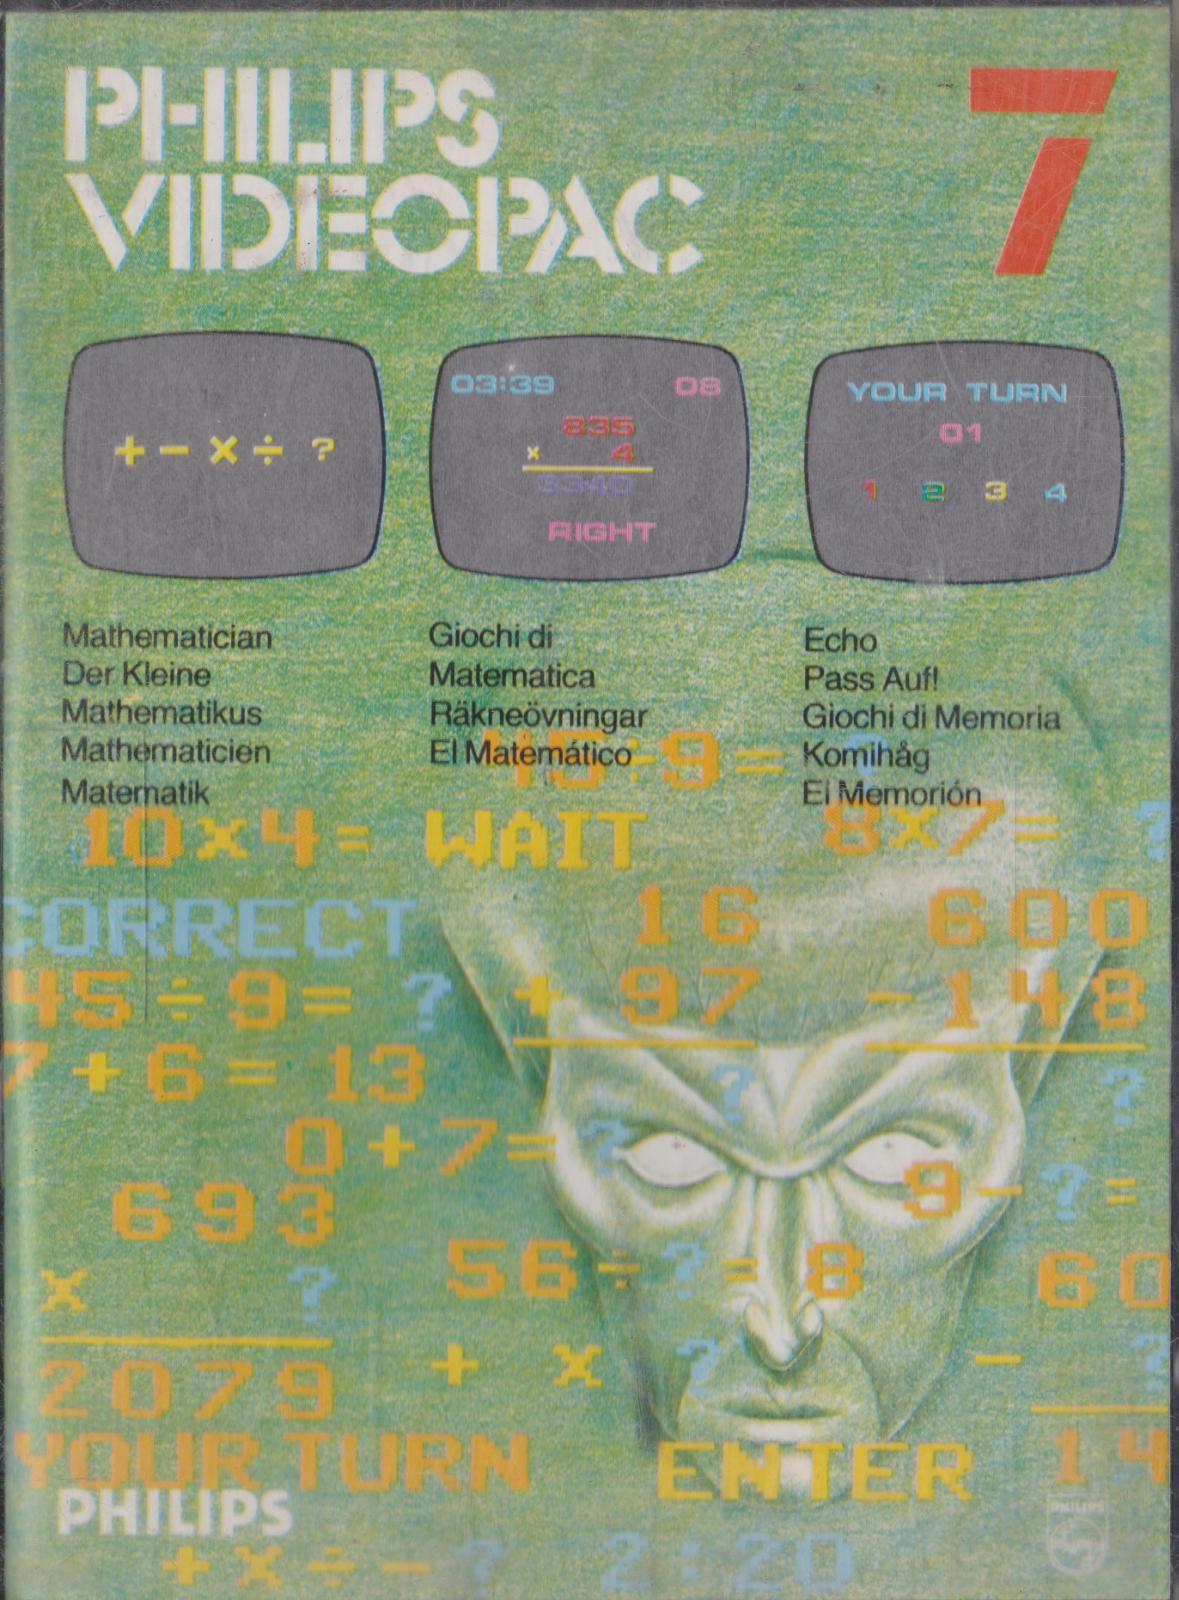 PHILIPS
VIDEOPAC
7
+ − × ÷ ?
03:39 08
835
× 4
3340
RIGHT
YOUR TURN
01
1 2 3 4
Mathematician
Der Kleine
Mathematikus
Mathematicien
Matematik
Giochi di
Matematica
Räkneövningar
El Matemático
Echo
Pass Auf!
Giochi di Memoria
Komihåg
El Memorión
45÷9= ?
10×4= WAIT
8×7= ?
CORRECT
16
+ 97
?
600
-148
?
45÷9= ?
7+6= 13
0+7= ?
9-?=
693
× ?
2079
56÷?=8
60
- ?
14
+ × ?
YOUR TURN
ENTER
PHILIPS
PHILIPS
+×÷-? 2:20